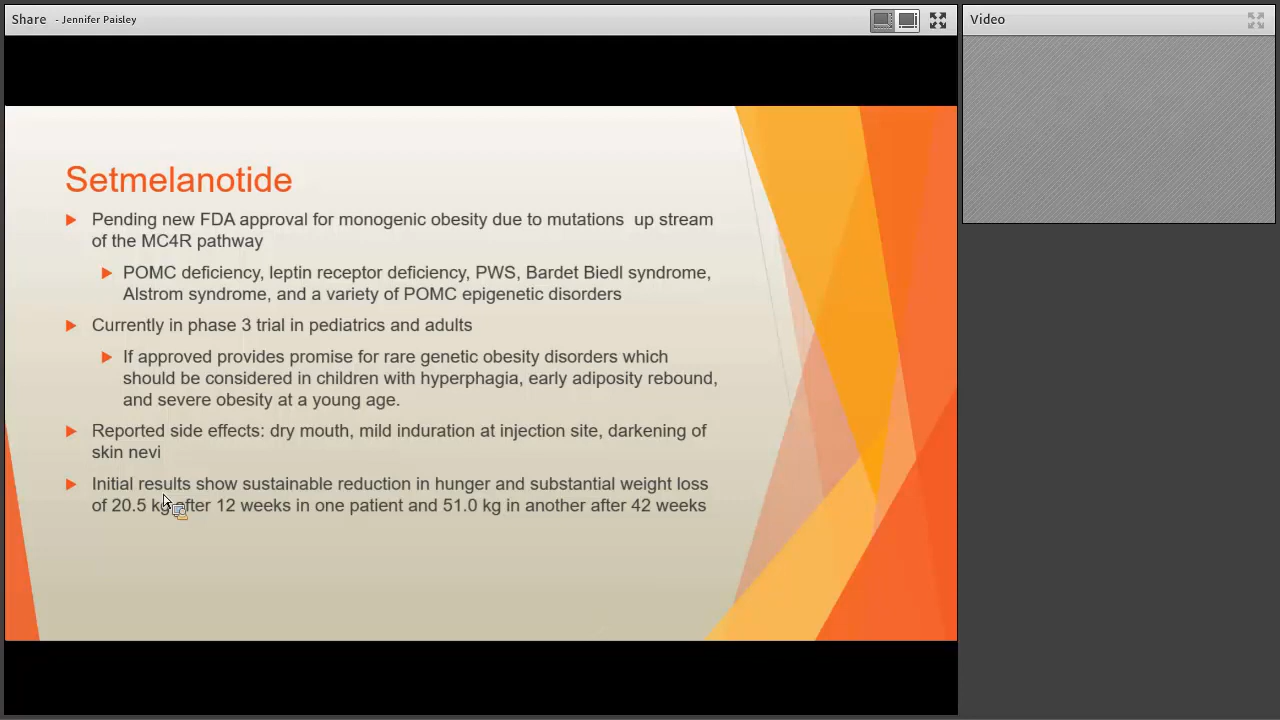 Share - Jennifer Paisley
Video
Setmelanotide
Pending new FDA approval for monogenic obesity due to mutations up stream
of the MC4R pathway
POMC deficiency, leptin receptor deficiency, PWS, Bardet Biedl syndrome,
Alstrom syndrome, and a variety of POMC epigenetic disorders
Currently in phase 3 trial in pediatrics and adults
If approved provides promise for rare genetic obesity disorders which
should be considered in children with hyperphagia, early adiposity rebound,
and severe obesity at a young age.
Reported side effects: dry mouth, mild induration at injection site, darkening of
skin nevi
Initial results show sustainable reduction in hunger and substantial weight loss
of 20.5 kg after 12 weeks in one patient and 51.0 kg in another after 42 weeks